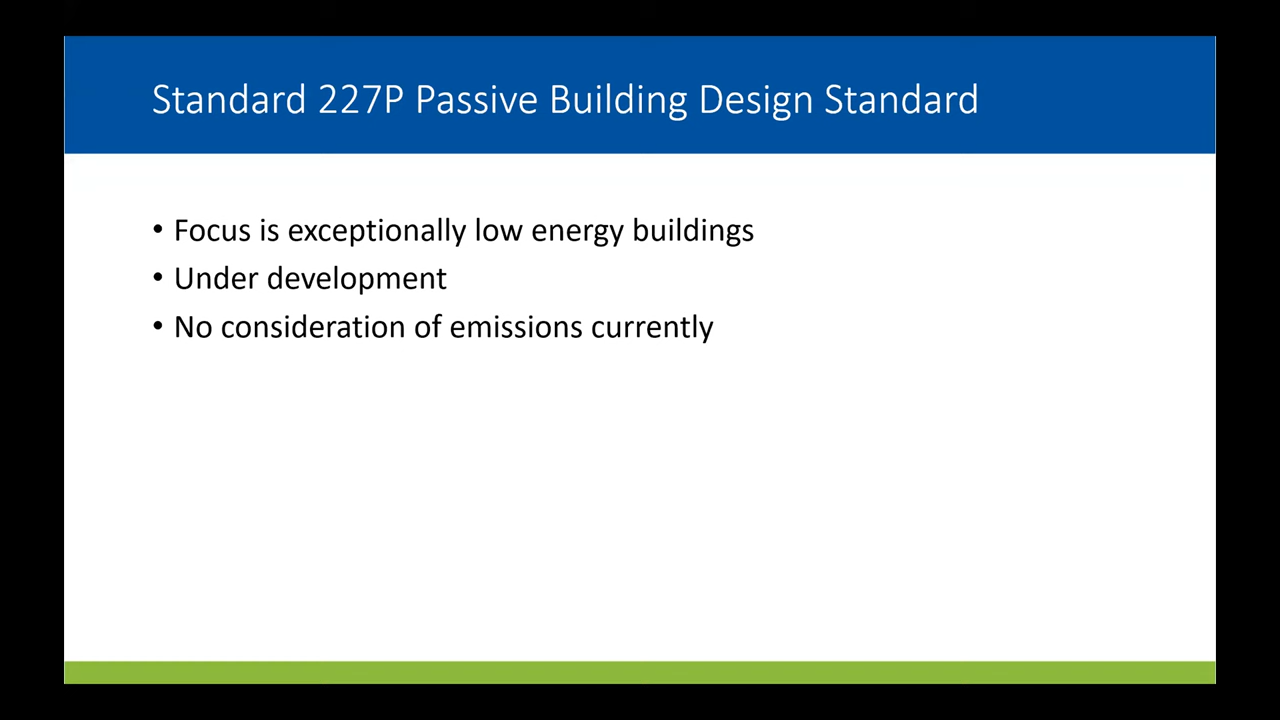 Standard 227P Passive Building Design Standard
• Focus is exceptionally low energy buildings
• Under development
• No consideration of emissions currently